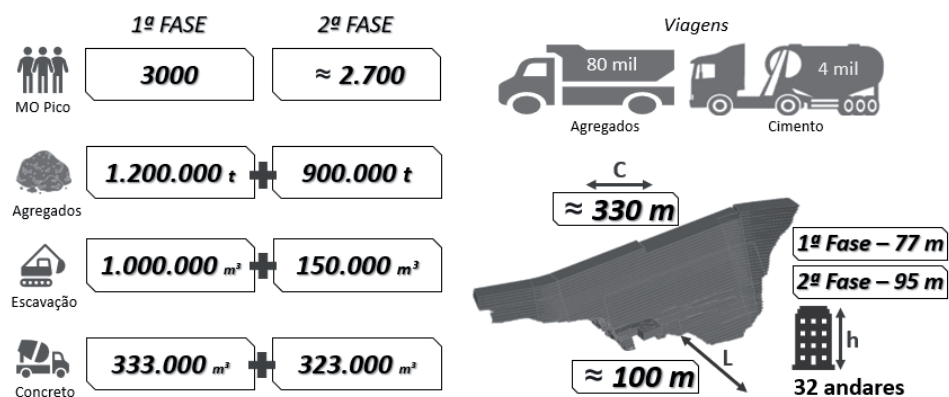 1ª FASE
2ª FASE
MO Pico
3000
≈ 2.700
Agregados
1.200.000 t
900.000 t
Escavação
1.000.000 m³
150.000 m³
Concreto
333.000 m³
323.000 m³
Viagens
80 mil
4 mil
Agregados
Cimento
C
≈ 330 m
1ª Fase – 77 m
2ª Fase – 95 m
h
L
≈ 100 m
32 andares